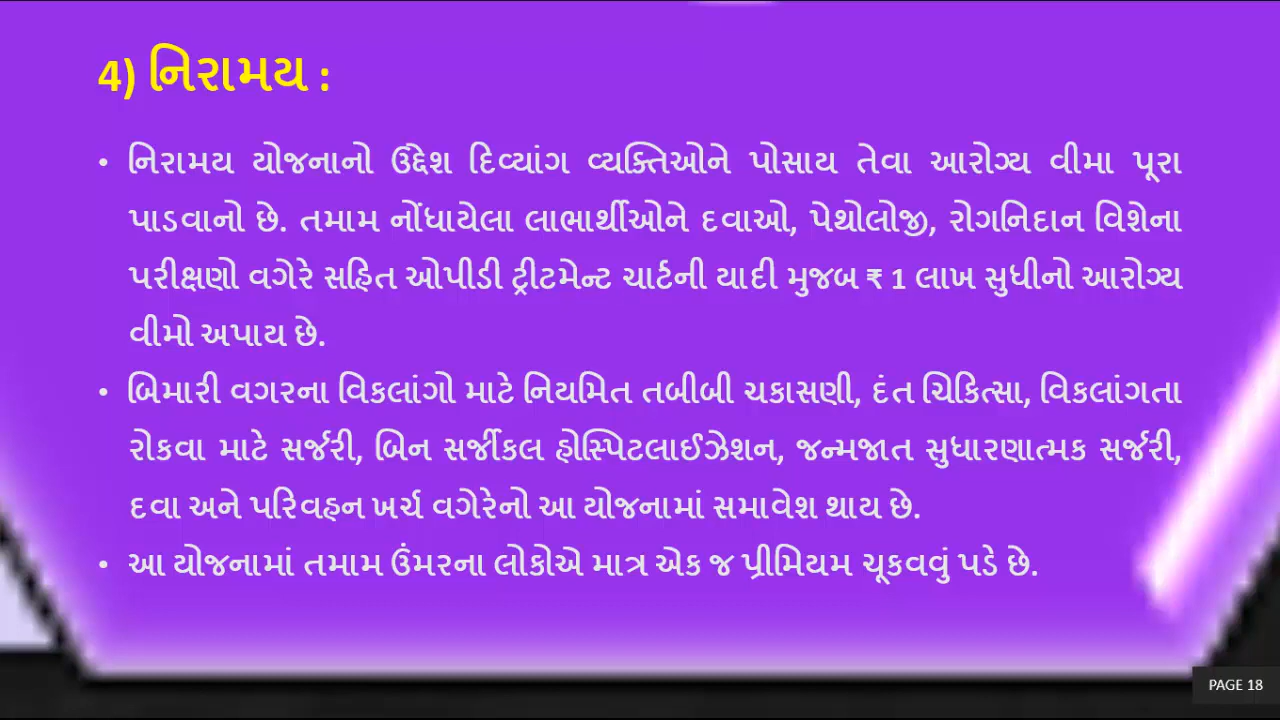 4) નિરામય :
• નિરામય યોજનાનો ઉદ્દેશ દિવ્યાંગ વ્યક્તિઓને પોસાય તેવા આરોગ્ય વીમા પૂરા
પાડવાનો છે. તમામ નોંધાયેલા લાભાર્થીઓને દવાઓ, પેથોલોજી, રોગનિદાન વિશેના
પરીક્ષણો વગેરે સહિત ઓપીડી ટ્રીટમેન્ટ ચાર્ટની યાદી મુજબ ₹ 1 લાખ સુધીનો આરોગ્ય
વીમો અપાય છે.
• બિમારી વગરના વિકલાંગો માટે નિયમિત તબીબી ચકાસણી, દંત ચિકિત્સા, વિકલાંગતા
રોકવા માટે સર્જરી, બિન સર્જીકલ હોસ્પિટલાઈઝેશન, જન્મજાત સુધારણાત્મક સર્જરી,
દવા અને પરિવહન ખર્ચ વગેરેનો આ યોજનામાં સમાવેશ થાય છે.
• આ યોજનામાં તમામ ઉંમરના લોકોએ માત્ર એક જ પ્રીમિયમ ચૂકવવું પડે છે.
PAGE 18